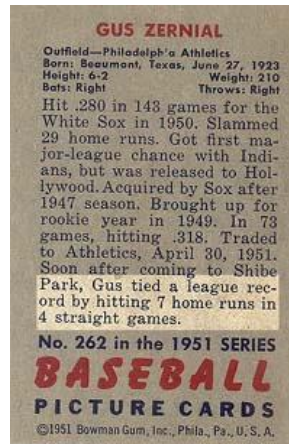 GUS ZERNIAL
Outfield—Philadelph'a Athletics
Born: Beaumont, Texas, June 27, 1923
Height: 6-2 Weight: 210
Bats: Right Throws: Right
Hit .280 in 143 games for the
White Sox in 1950. Slammed
29 home runs. Got first ma-
jor-league chance with Indi-
ans, but was released to Hol-
lywood. Acquired by Sox after
1947 season. Brought up for
rookie year in 1949. In 73
games, hitting .318. Traded
to Athletics, April 30, 1951.
Soon after coming to Shibe
Park, Gus tied a league rec-
ord by hitting 7 home runs in
4 straight games.
No. 262 in the 1951 SERIES
BASEBALL
PICTURE CARDS
©1951 Bowman Gum, Inc., Phila., Pa., U. S. A.